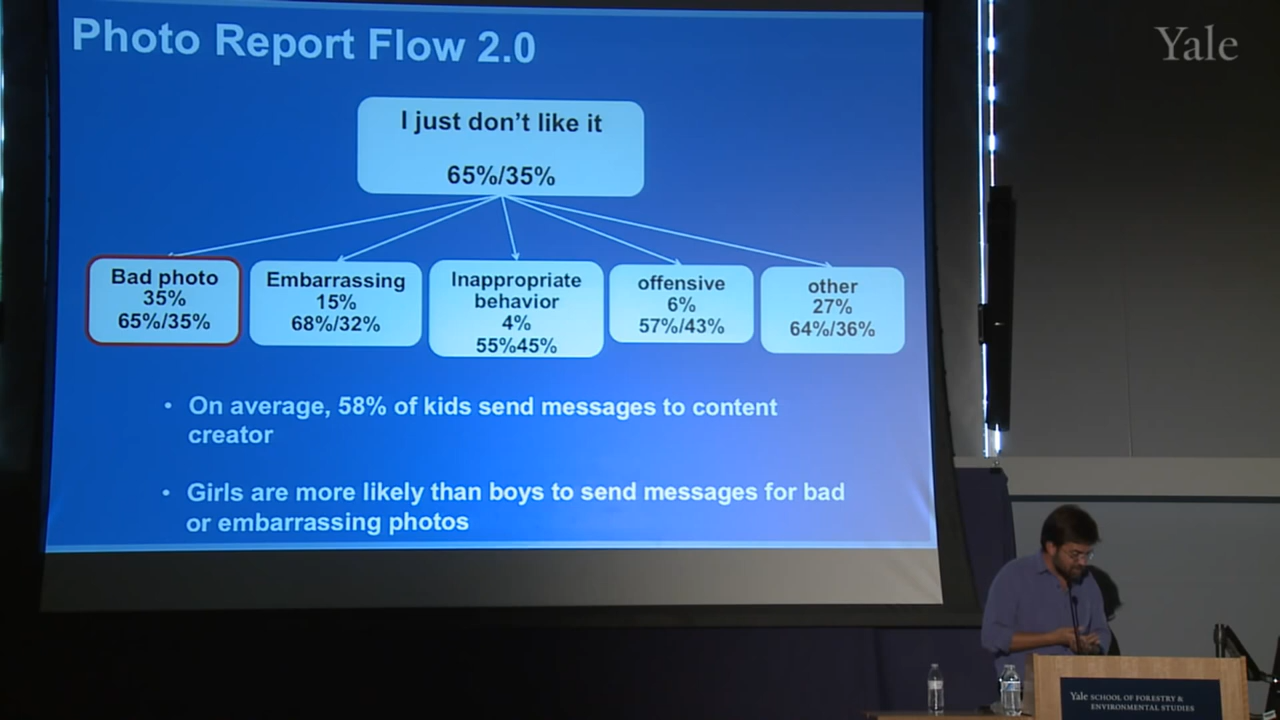 Photo Report Flow 2.0
Yale
I just don't like it
65%/35%
Bad photo
35%
65%/35%
Embarrassing
15%
68%/32%
Inappropriate
behavior
4%
55%45%
offensive
6%
57%/43%
other
27%
64%/36%
• On average, 58% of kids send messages to content
creator
• Girls are more likely than boys to send messages for bad
or embarrassing photos
Yale SCHOOL OF FORESTRY &
ENVIRONMENTAL STUDIES